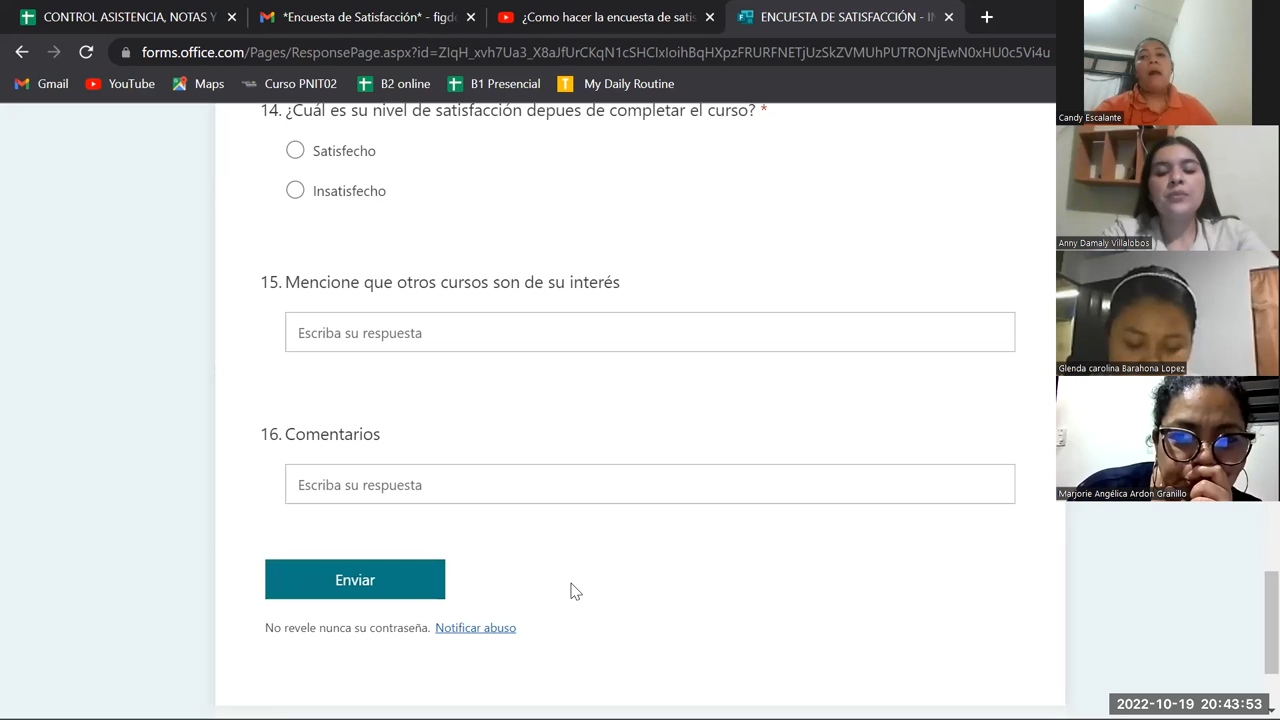 CONTROL ASISTENCIA, NOTAS Y
*Encuesta de Satisfacción* - figd
¿Como hacer la encuesta de satis
ENCUESTA DE SATISFACCIÓN - IN
forms.office.com/Pages/ResponsePage.aspx?id=ZIqH_xvh7Ua3_X8aJfUrCKqN1cSHCIxIoihBqHXpzFRURFNETjUzSkZVMUhPUTRONjEwN0xHU0c5Vi4u
Gmail
YouTube
Maps
Curso PNIT02
2 online
B1 Presencial
My Daily Routine
14. ¿Cuál es su nivel de satisfacción depues de completar el curso? *
Satisfecho
Insatisfecho
15. Mencione que otros cursos son de su interés
Escriba su respuesta
16. Comentarios
Escriba su respuesta
Enviar
No revele nunca su contraseña. Notificar abuso
Candy Escalante
Anny Damaly Villalobos
Glenda carolina Barahona Lopez
Marjorie Angélica Ardon Granillo
2022-10-19 20:43:53